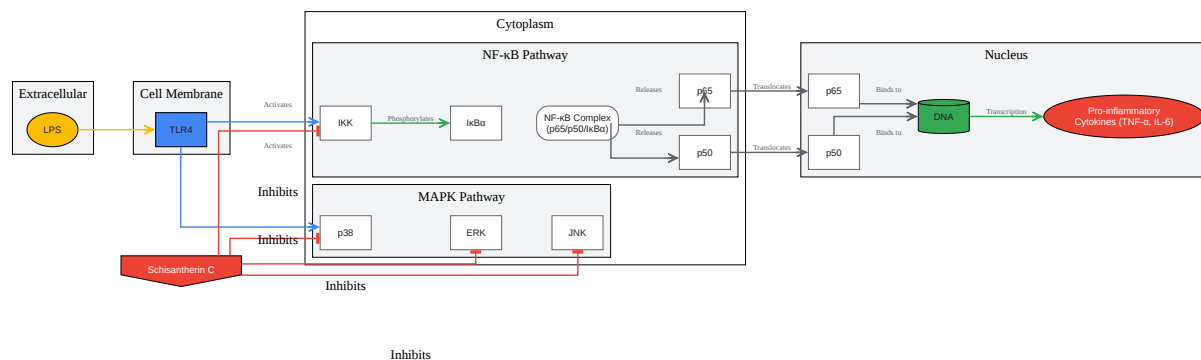 Cytoplasm
NF-κB Pathway
Nucleus
Extracellular
Cell Membrane
LPS
TLR4
Activates
Activates
IKK
Phosphorylates
IκBα
NF-κB Complex
(p65/p50/IκBα)
Releases
Releases
p65
p50
Translocates
Translocates
p65
p50
Binds to
Binds to
DNA
Transcription
Pro-inflammatory
Cytokines (TNF-α, IL-6)
Inhibits
MAPK Pathway
Inhibits
p38
ERK
JNK
Schisantherin C
Inhibits
Inhibits